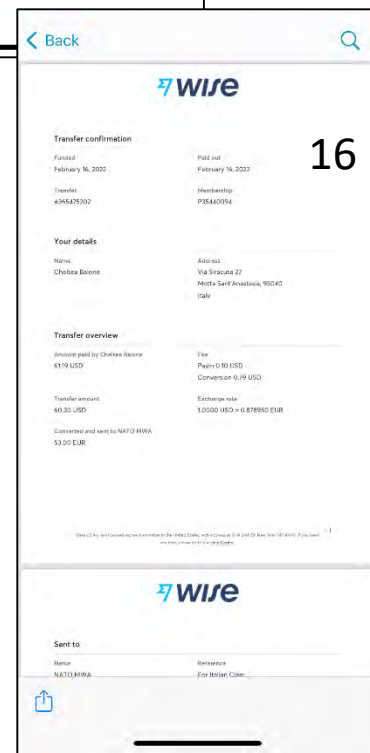 Back
wise
16
Transfer confirmation
Funded
Paid out
February 16, 2022
February 16, 2022
Transfer
Membership
P35460094
Your details
Name
Address
Chelsea Baione
Via Siracusa 27
Motta Sant'Anastasia, 95040
Italy
Transfer overview
Amount paid by Chelsea Baione
Fee
61.19 USD
Payin 0.10 USD
Conversion 0.79 USD
Transfer amount
Exchange rate
60.30 USD
1.0000 USD = 0.878950 EUR
Converted and sent to NATO MWA
53.00 EUR
wise
Sent to
Name
Reference
NATO MWA
For Italian Class